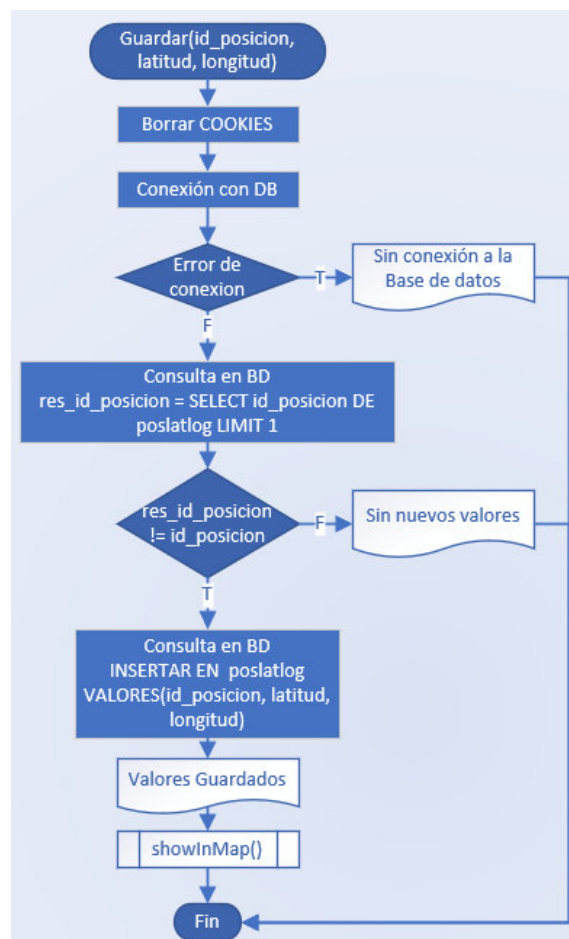 Guardar(id_posicion,
latitud, longitud)
Borrar COOKIES
Conexión con DB
Error de
conexion
T
Sin conexión a la
Base de datos
F
Consulta en BD
res_id_posicion = SELECT id_posicion DE
poslatlog LIMIT 1
res_id_posicion
!= id_posicion
F
Sin nuevos valores
T
Consulta en BD
INSERTAR EN poslatlog
VALORES(id_posicion, latitud,
longitud)
Valores Guardados
showInMap()
Fin